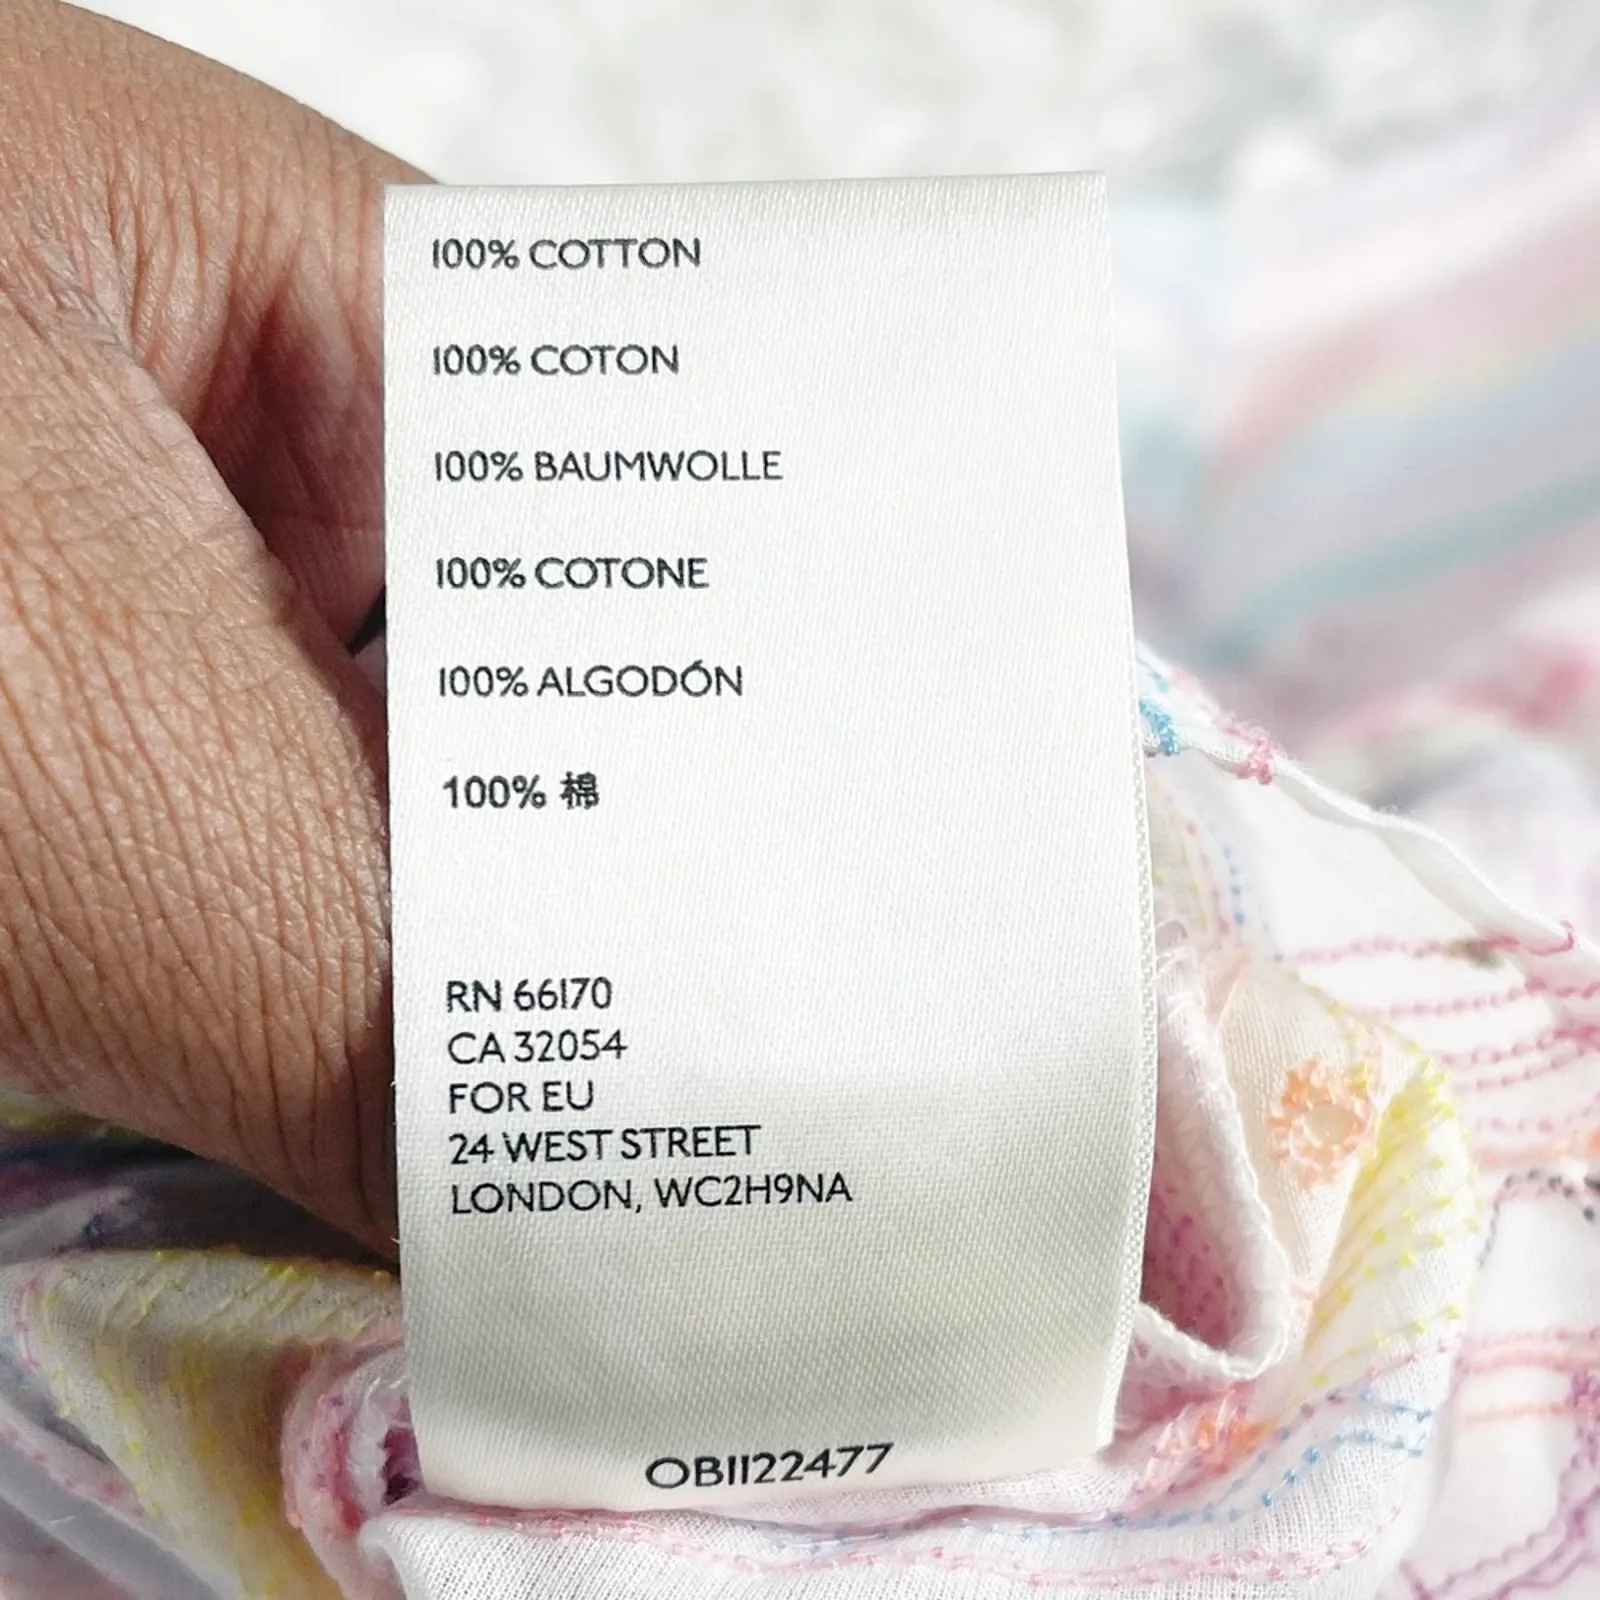 100% COTTON
100% COTON
100% BAUMWOLLE
100% COTONE
100% ALGODÓN
100% 棉
RN 66170
CA 32054
FOR EU
24 WEST STREET
LONDON, WC2H9NA
OB1122477